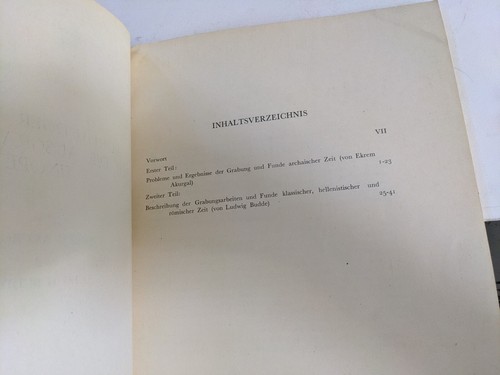 INHALTSVERZEICHNIS
Vorwort VII
Erster Teil:
Probleme und Ergebnisse der Grabung und Funde archaischer Zeit (von Ekrem
Akurgal) 1-23
Zweiter Teil:
Beschreibung der Grabungsarbeiten und Funde klassischer, hellenistischer und
römischer Zeit (von Ludwig Budde) 25-41